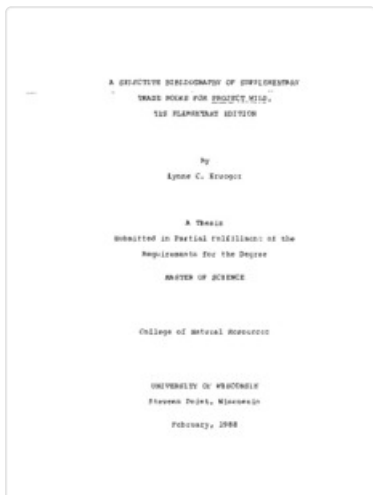 A SELECTIVE BIBLIOGRAPHY OF SUPPLEMENTARY
TRADE BOOKS FOR PROJECT WILD,
THE ELEMENTARY EDITION
By
Lynne C. Krueger
A Thesis
Submitted in Partial Fulfillment of the
Requirements for the Degree
MASTER OF SCIENCE
College of Natural Resources
UNIVERSITY OF WISCONSIN
Stevens Point, Wisconsin
February, 1988